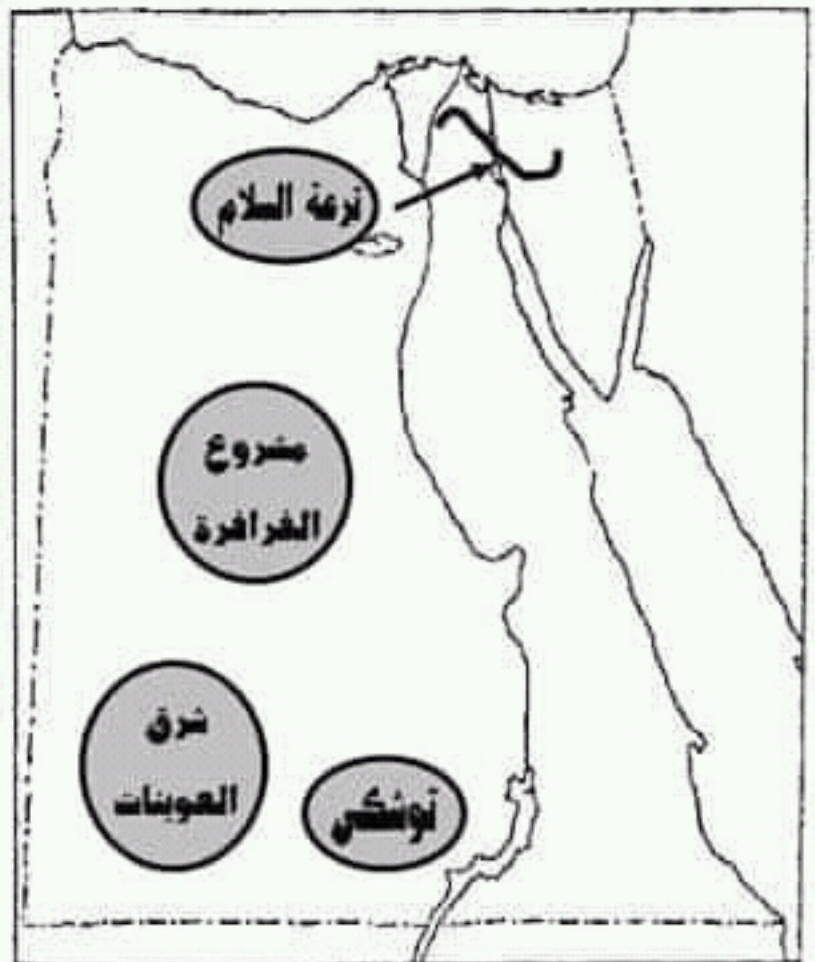 ترعة السلام
مشروع
الفرافرة
شرق
العوينات
توشكى